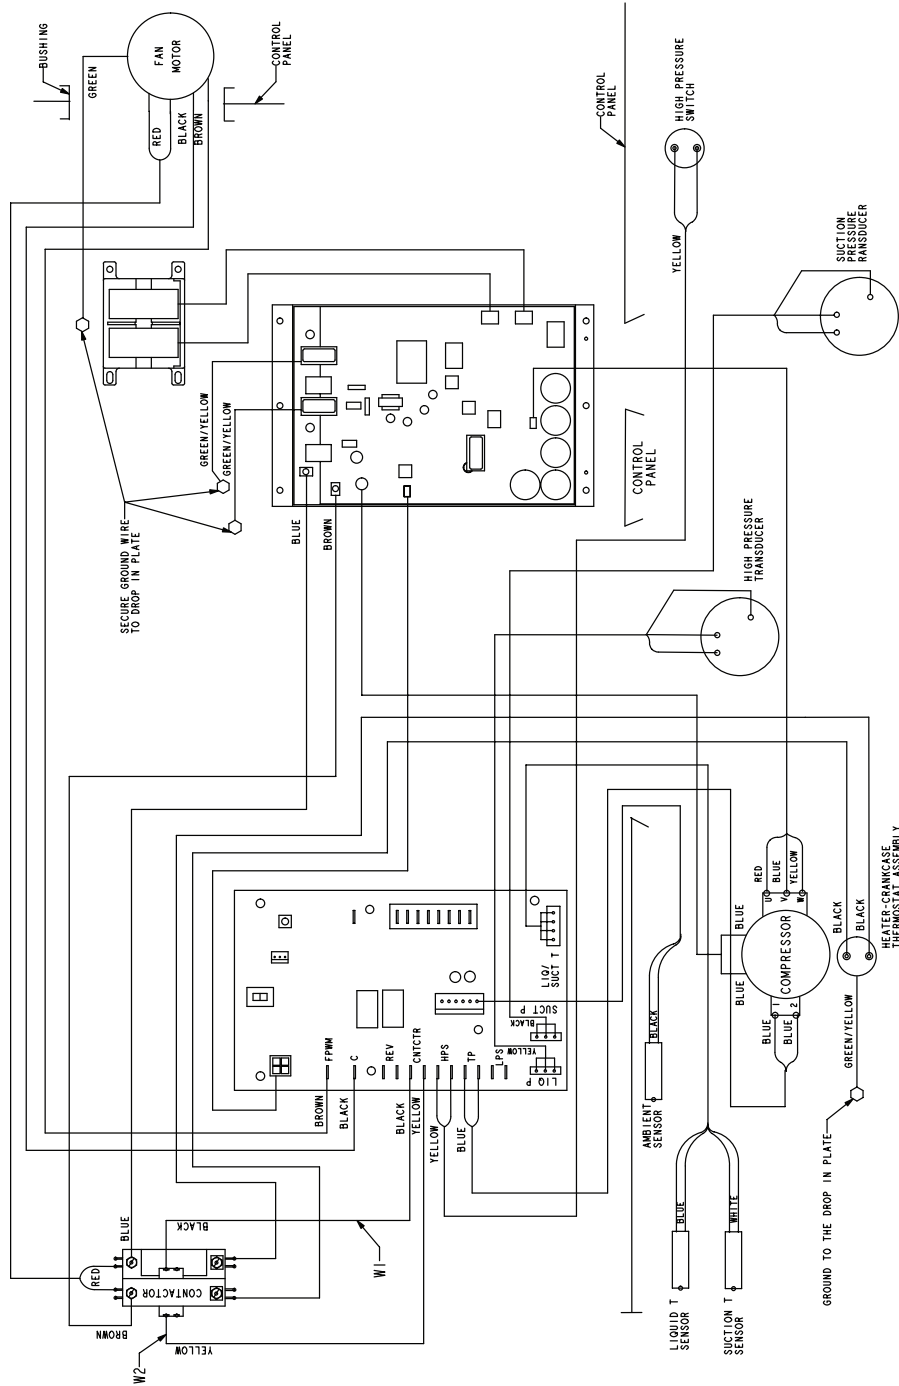 BUSHING
GREEN
FAN
MOTOR
RED
BLACK
BROWN
CONTROL
PANEL
CONTROL
PANEL
HIGH PRESSURE
SWITCH
YELLOW
SUCTION
PRESSURE
RANSDUCER
GREEN/YELLOW
GREEN/YELLOW
SECURE GROUND WIRE
TO DROP IN PLATE
BLUE
BROWN
CONTROL
PANEL
HIGH PRESSURE
TRANSDUCER
FPWM
C
REV
CNTCTR
HPS
TP
LPS
LIQ P
SUCT P
LIQ/
SUCT T
BLACK
YELLOW
BROWN
BLACK
BLACK
YELLOW
YELLOW
BLUE
BLUE
RED
BROWN
CONTACTOR
BLACK
YELLOW
W1
W2
BLACK
AMBIENT
SENSOR
BLUE
WHITE
LIQUID T
SENSOR
SUCTION T
SENSOR
RED
BLUE
YELLOW
U
V
W
BLUE
BLUE
COMPRESSOR
1
2
BLUE
BLUE
BLACK
BLACK
HEATER-CRANKCASE
THERMOSTAT ASSEMBLY
GREEN/YELLOW
GROUND TO THE DROP IN PLATE